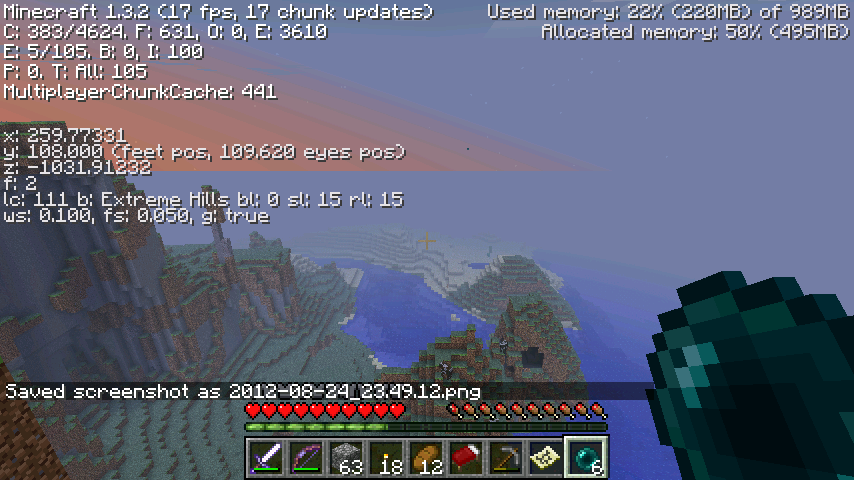 Minecraft 1.3.2 (17 fps, 17 chunk updates)
Used memory: 22% (220MB) of 989MB
C: 383/4624, F: 631, O: 0, E: 3610
Allocated memory: 50% (495MB)
E: 5/105. B: 0, I: 100
P: 0. T: All: 105
MultiplayerChunkCache: 441
x: 259.77331
y: 108.000 (feet pos, 109.620 eyes pos)
z: -1031.91232
f: 2
lc: 111 b: Extreme Hills bl: 0 sl: 15 rl: 15
ws: 0.100, fs: 0.050, g: true
Saved screenshot as 2012-08-24_23.49.12.png
63 18 12 6